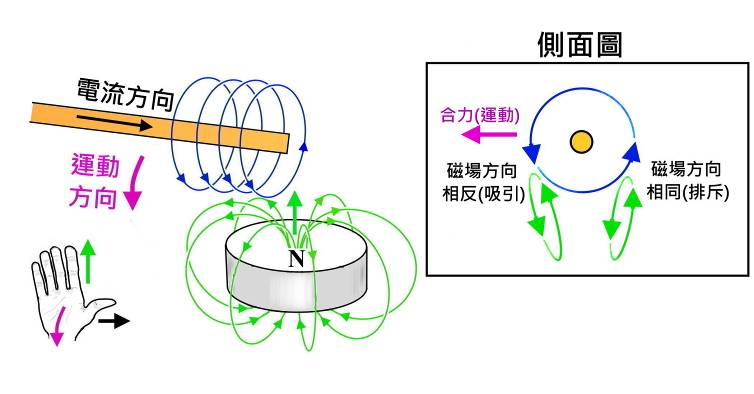 電流方向
運動
方向
N
側面圖
合力(運動)
磁場方向
相反(吸引)
磁場方向
相同(排斥)